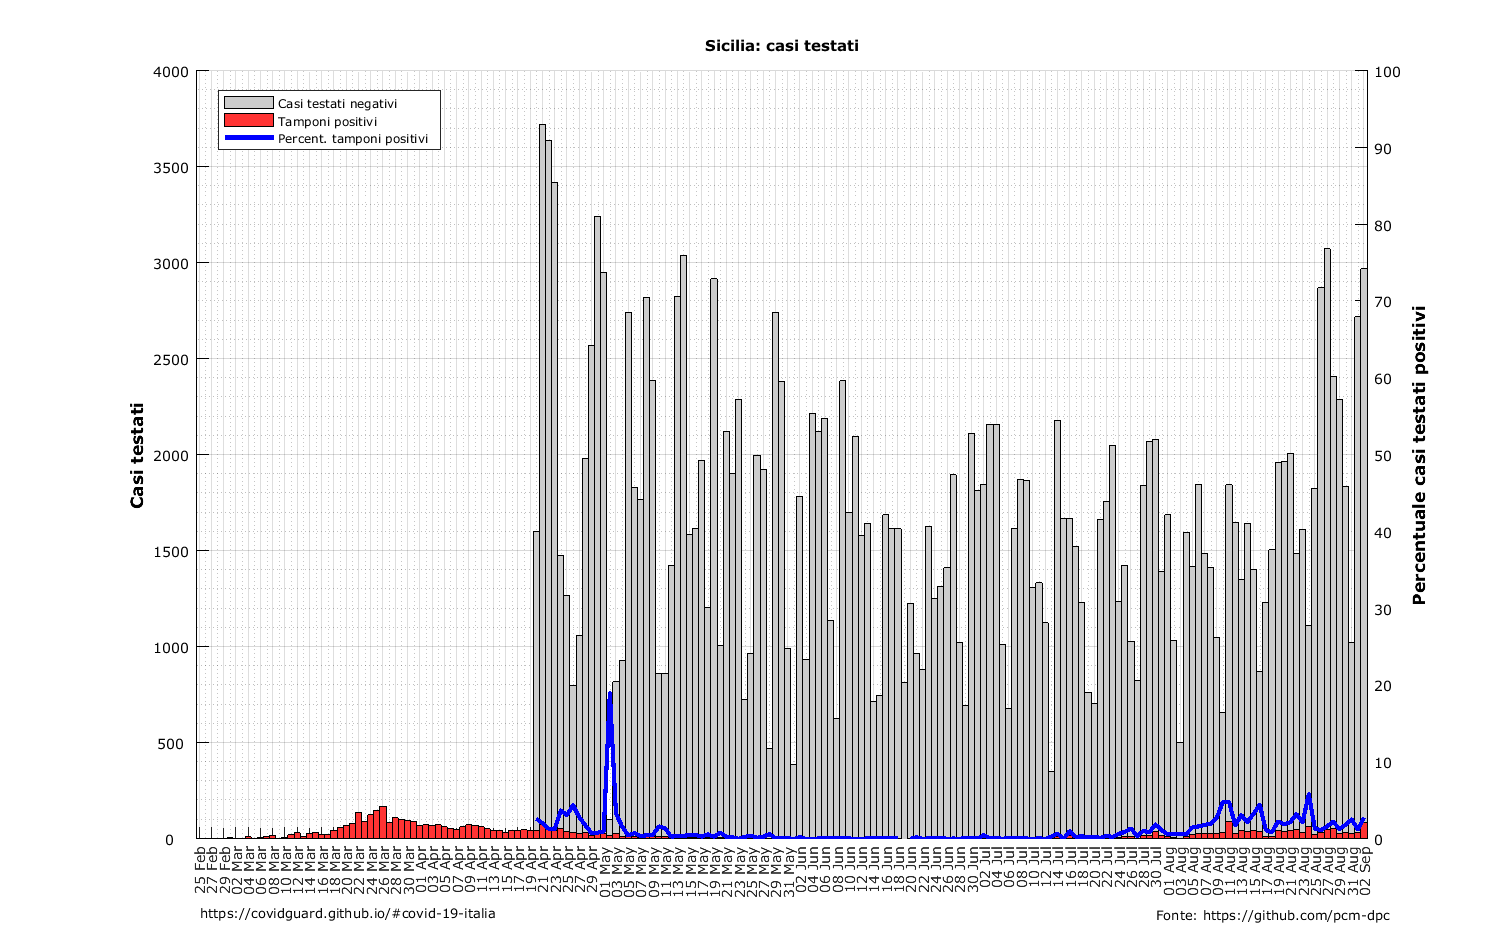 Sicilia: casi testati
4000
3500
3000
2500
2000
1500
1000
500
0
Casi testati
Casi testati negativi
Tamponi positivi
Percent. tamponi positivi
100
90
80
70
60
50
40
30
20
10
0
Percentuale casi testati positivi
25 Feb
27 Feb
29 Feb
02 Mar
04 Mar
06 Mar
08 Mar
10 Mar
12 Mar
14 Mar
16 Mar
18 Mar
20 Mar
22 Mar
24 Mar
26 Mar
28 Mar
30 Mar
01 Apr
03 Apr
05 Apr
07 Apr
09 Apr
11 Apr
13 Apr
15 Apr
17 Apr
19 Apr
21 Apr
23 Apr
25 Apr
27 Apr
29 Apr
01 May
03 May
05 May
07 May
09 May
11 May
13 May
15 May
17 May
19 May
21 May
23 May
25 May
27 May
29 May
31 May
02 Jun
04 Jun
06 Jun
08 Jun
10 Jun
12 Jun
14 Jun
16 Jun
18 Jun
20 Jun
22 Jun
24 Jun
26 Jun
28 Jun
30 Jun
02 Jul
04 Jul
06 Jul
08 Jul
10 Jul
12 Jul
14 Jul
16 Jul
18 Jul
20 Jul
22 Jul
24 Jul
26 Jul
28 Jul
30 Jul
01 Aug
03 Aug
05 Aug
07 Aug
09 Aug
11 Aug
13 Aug
15 Aug
17 Aug
19 Aug
21 Aug
23 Aug
25 Aug
27 Aug
29 Aug
31 Aug
02 Sep
https://covidguard.github.io/#covid-19-italia
Fonte: https://github.com/pcm-dpc